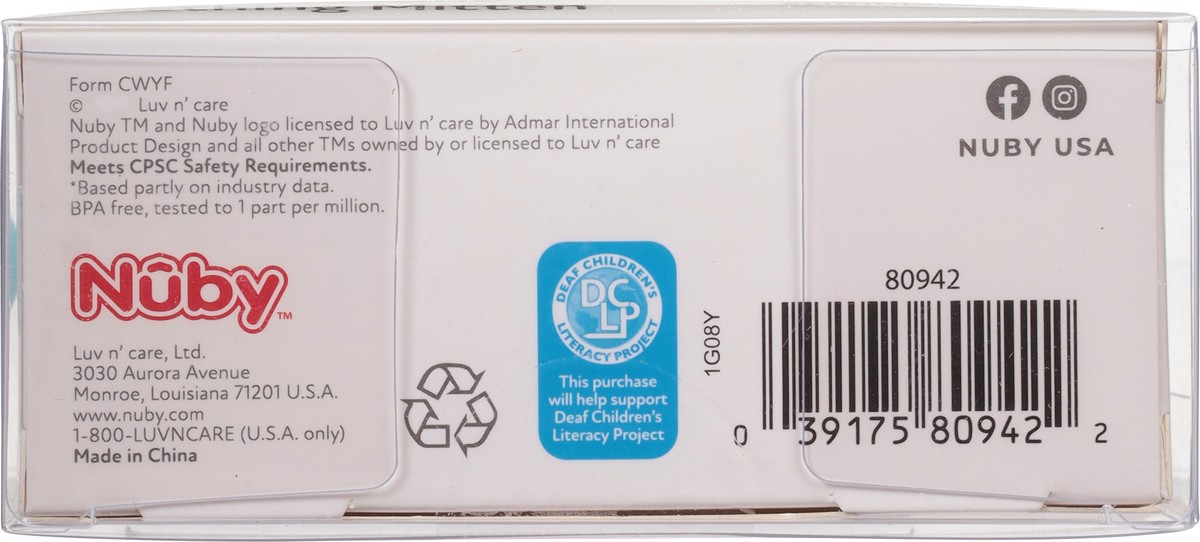 Mitten
Form CWYF
© Luv n' care
Nuby TM and Nuby logo licensed to Luv n' care by Admar International
Product Design and all other TMs owned by or licensed to Luv n' care
Meets CPSC Safety Requirements.
*Based partly on industry data.
BPA free, tested to 1 part per million.
Nûby™
Luv n' care, Ltd.
3030 Aurora Avenue
Monroe, Louisiana 71201 U.S.A.
www.nuby.com
1-800-LUVNCARE (U.S.A. only)
Made in China
DEAF CHILDREN'S
DCLP
LITERACY PROJECT
This purchase
will help support
Deaf Children's
Literacy Project
1G08Y
NUBY USA
80942
0 39175 80942 2